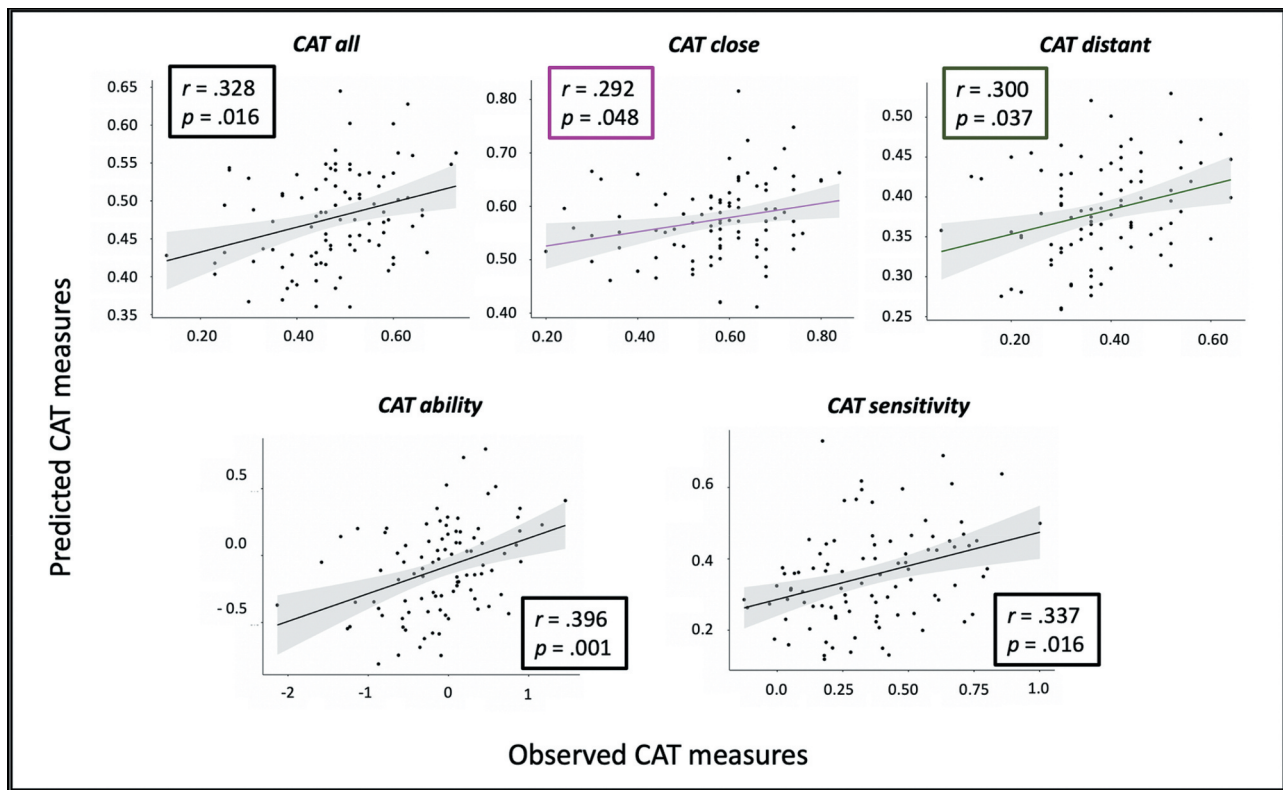 CAT all
CAT close
CAT distant
r = .328
p = .016
r = .292
p = .048
r = .300
p = .037
0.65
0.60
0.55
0.50
0.45
0.40
0.35
0.20
0.40
0.60
0.80
0.70
0.60
0.50
0.40
0.20
0.40
0.60
0.80
0.50
0.45
0.40
0.35
0.30
0.25
0.20
0.40
0.60
Predicted CAT measures
CAT ability
CAT sensitivity
0.5
0.0
- 0.5
-2
-1
0
1
r = .396
p = .001
0.6
0.4
0.2
0.0
0.25
0.50
0.75
1.0
r = .337
p = .016
Observed CAT measures